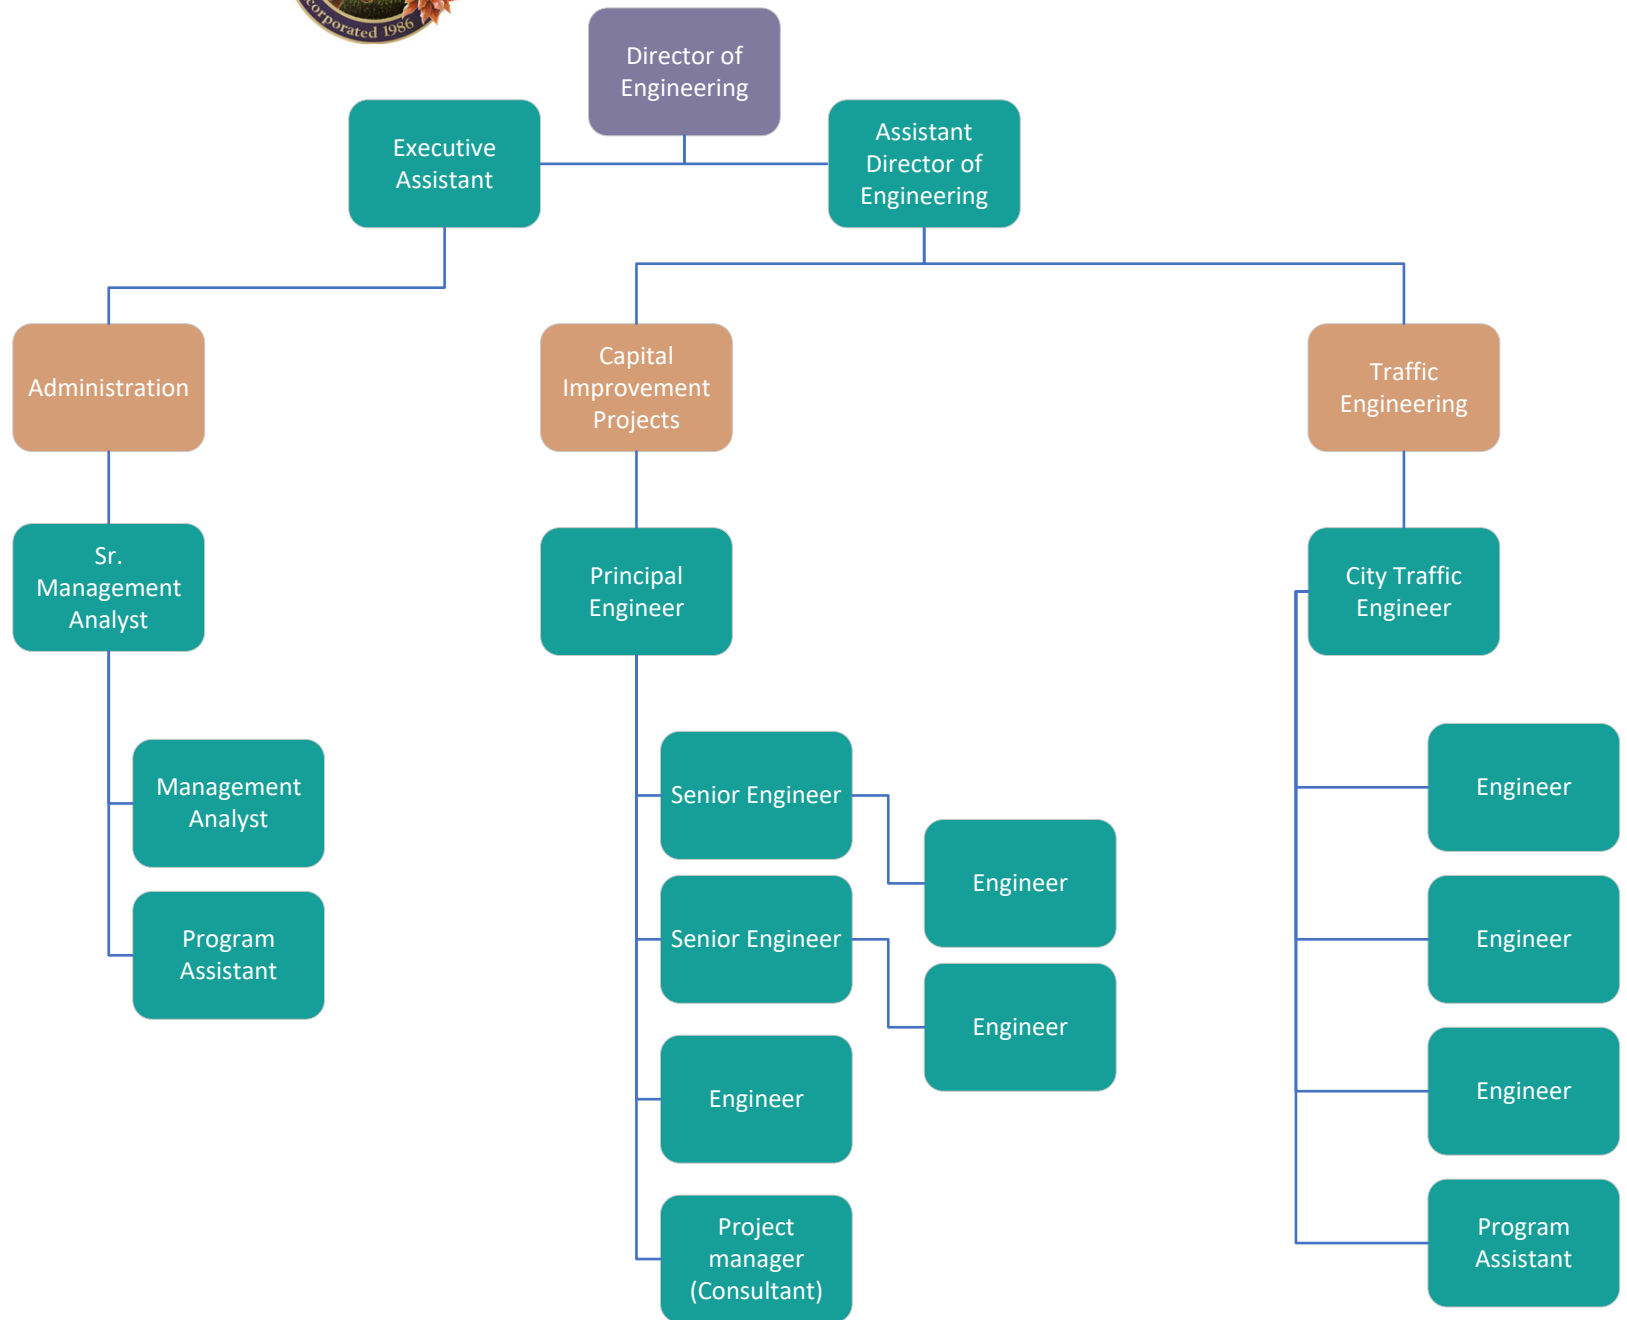 corporated 1986
Director of
Engineering
Executive
Assistant
Assistant
Director of
Engineering
Administration
Capital
Improvement
Projects
Traffic
Engineering
Sr.
Management
Analyst
Principal
Engineer
City Traffic
Engineer
Management
Analyst
Program
Assistant
Senior Engineer
Engineer
Senior Engineer
Engineer
Engineer
Project
manager
(Consultant)
Engineer
Engineer
Engineer
Program
Assistant